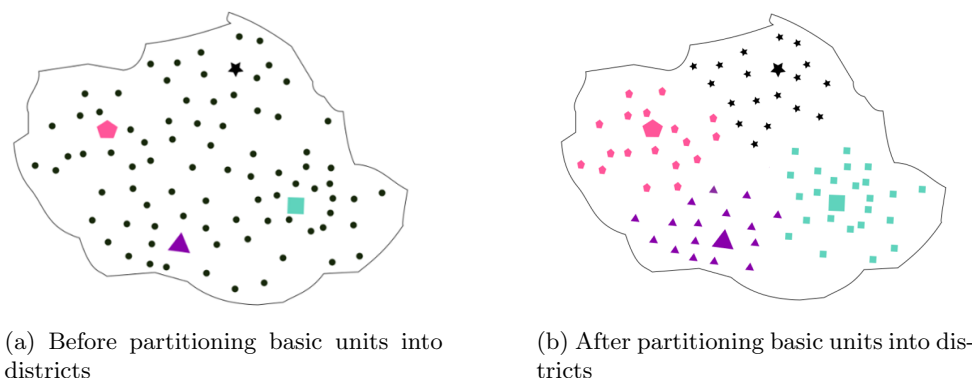 (a) Before partitioning basic units into
districts
(b) After partitioning basic units into dis-
tricts